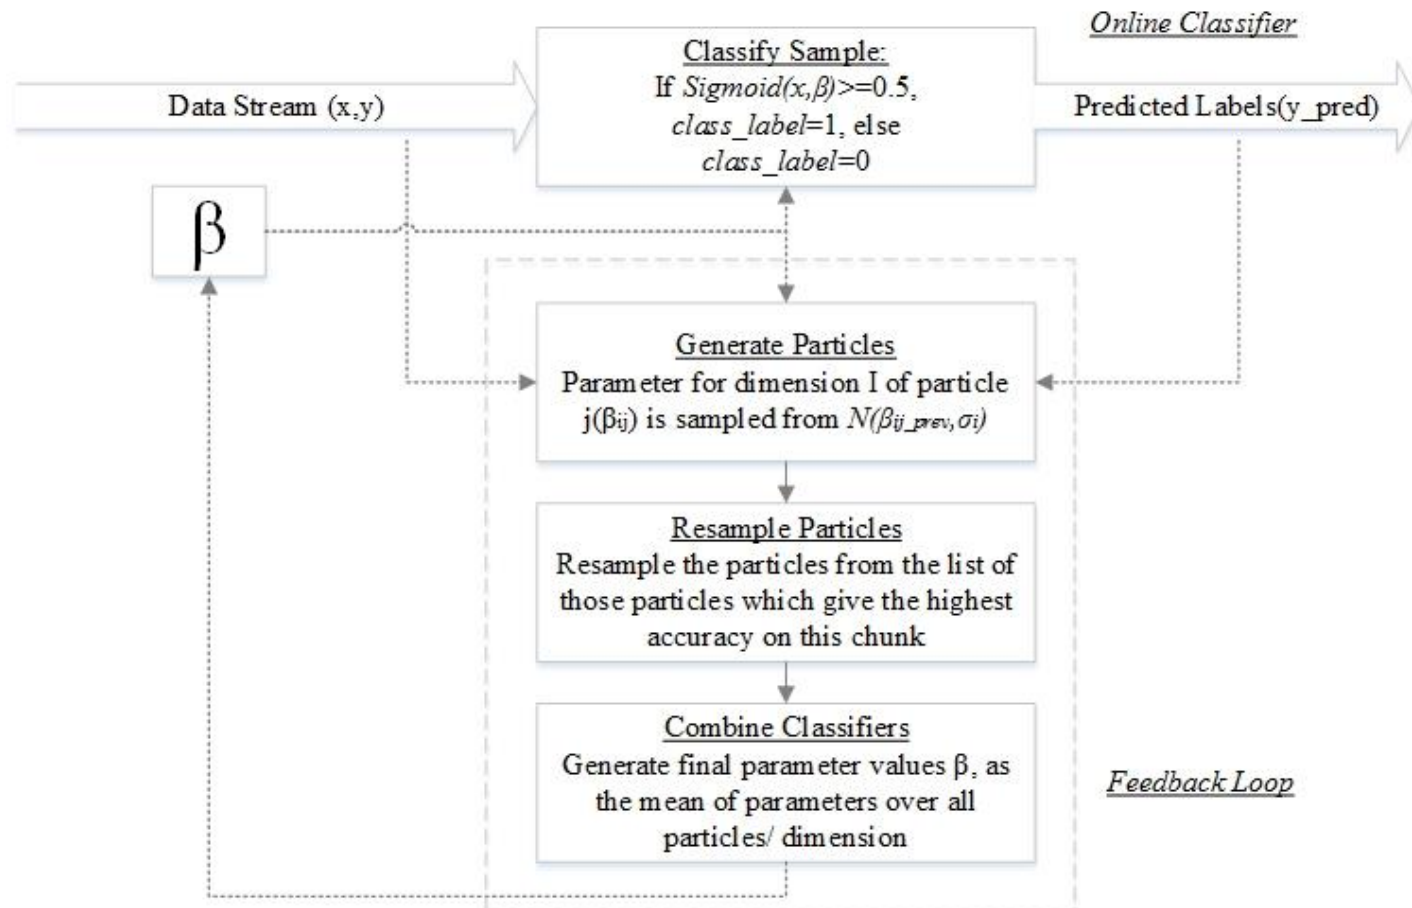 Online Classifier
Classify Sample:
If Sigmoid(x,β)>=0.5,
class_label=1, else
class_label=0
Data Stream (x,y)
Predicted Labels(y_pred)
β
Generate Particles
Parameter for dimension I of particle
j(βij) is sampled from N(βij_prev,σi)
Resample Particles
Resample the particles from the list of
those particles which give the highest
accuracy on this chunk
Combine Classifiers
Generate final parameter values β, as
the mean of parameters over all
particles/ dimension
Feedback Loop